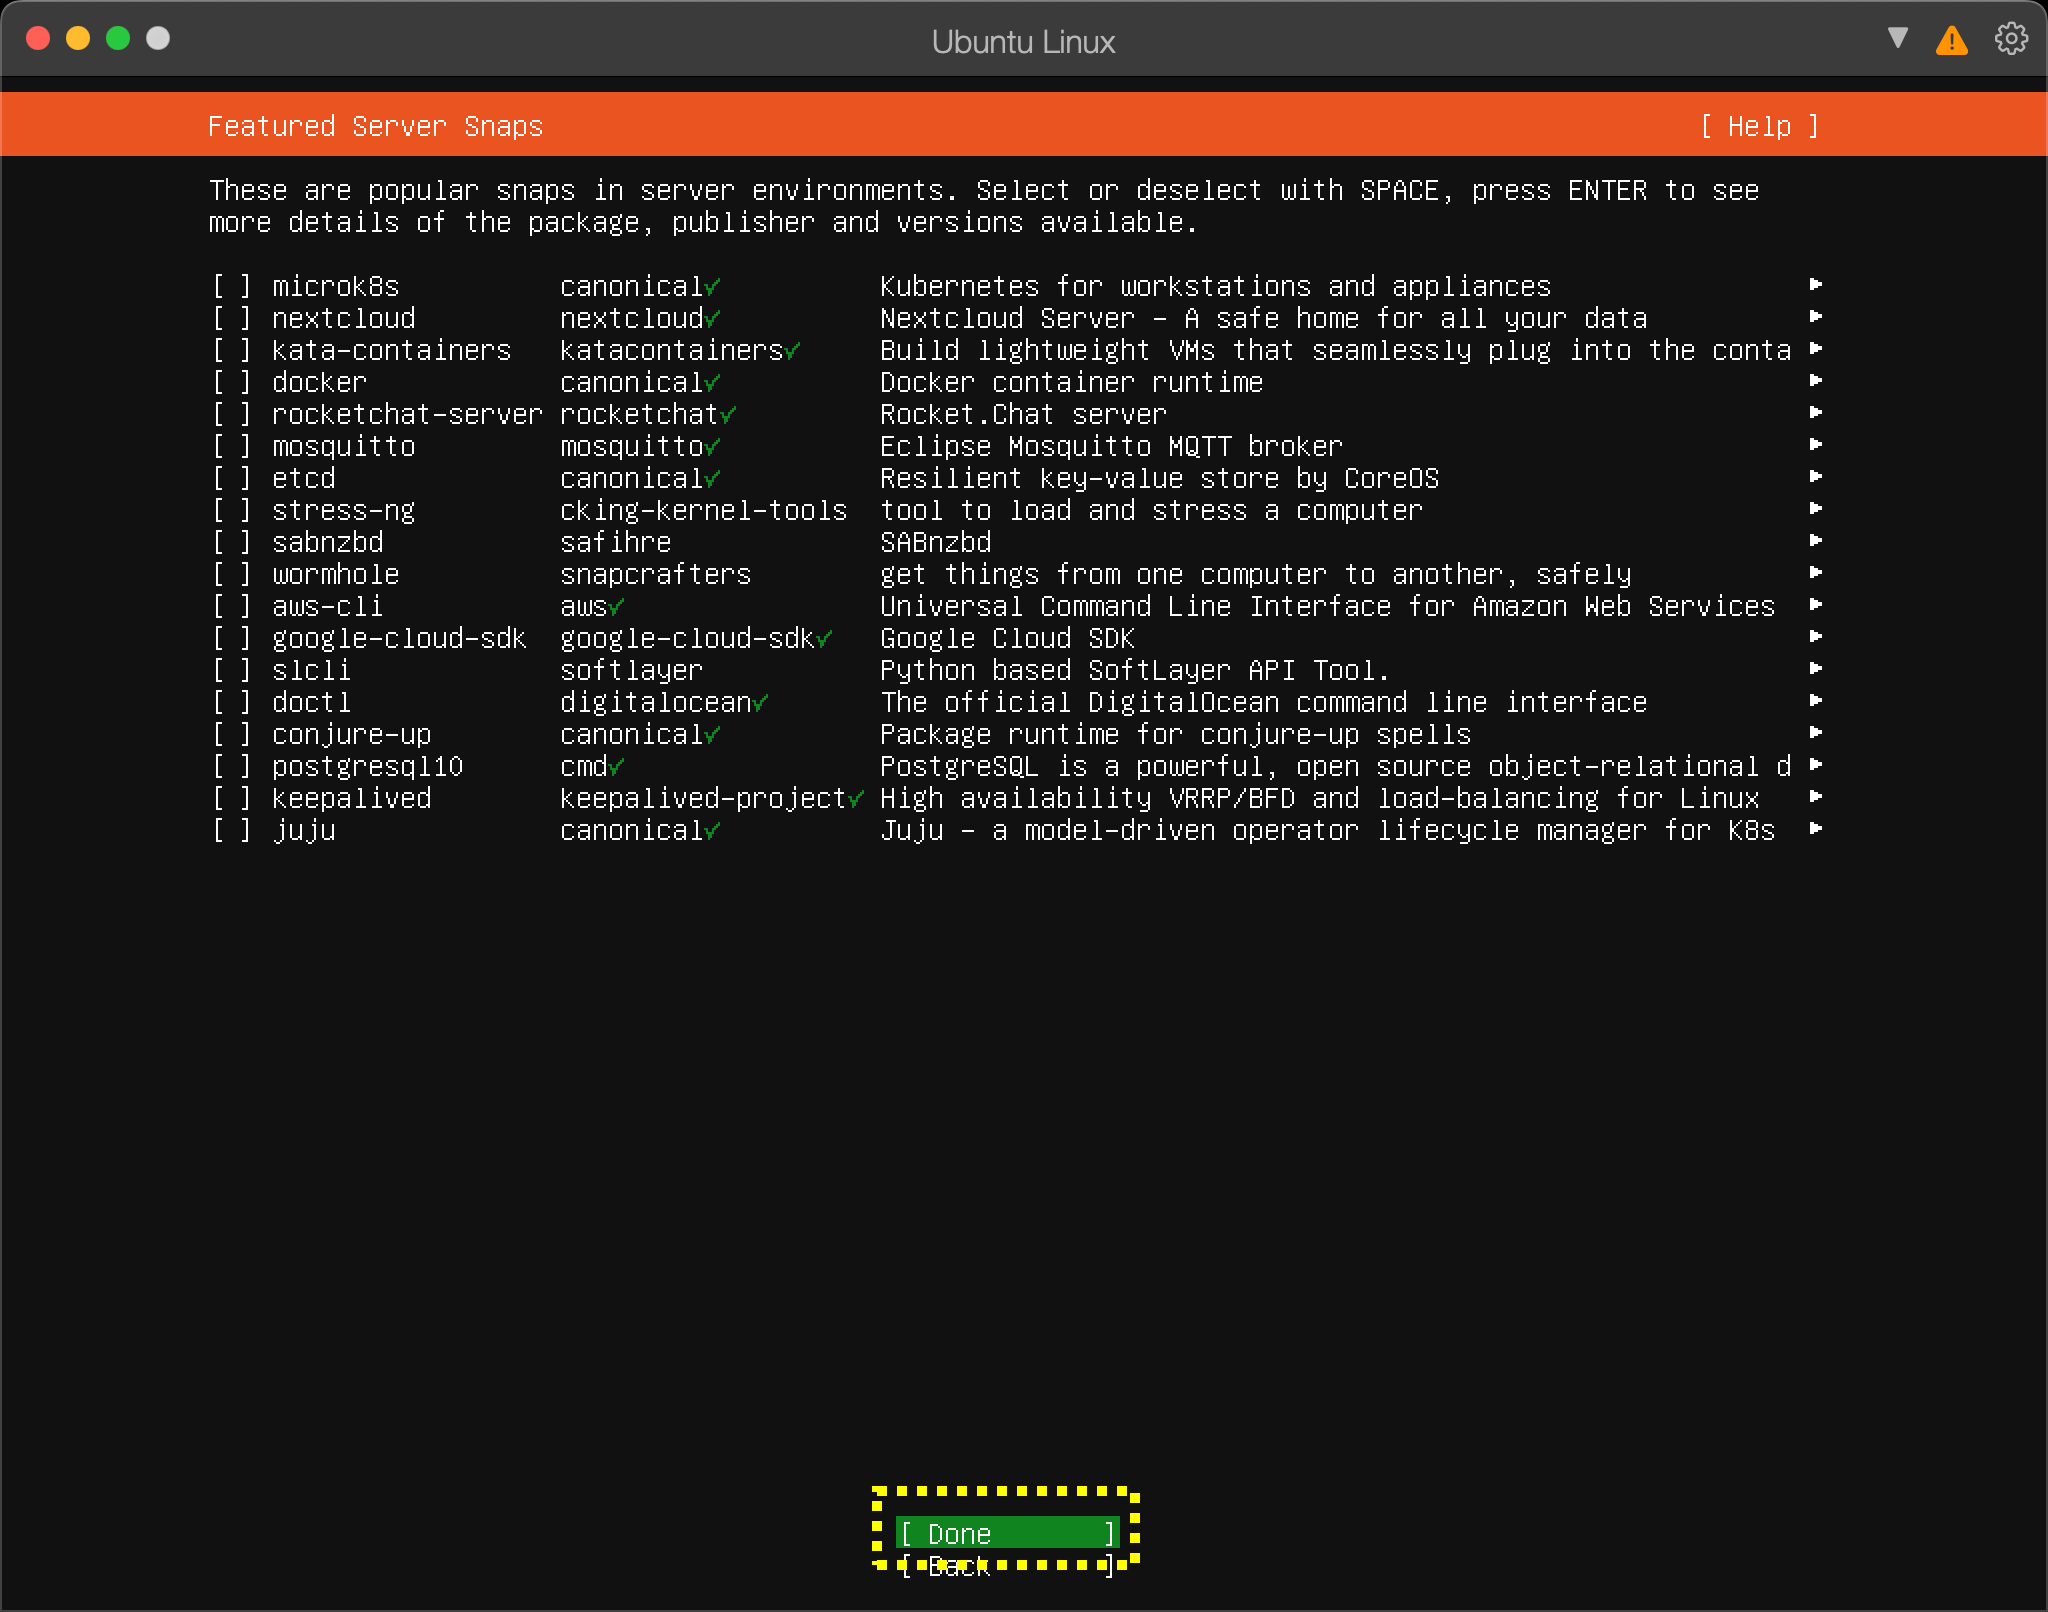 Ubuntu Linux
Featured Server Snaps [ Help ]
These are popular snaps in server environments. Select or deselect with SPACE, press ENTER to see
more details of the package, publisher and versions available.
[ ] microk8s canonical✓ Kubernetes for workstations and appliances ▸
[ ] nextcloud nextcloud✓ Nextcloud Server - A safe home for all your data ▸
[ ] kata-containers katacontainers✓ Build lightweight VMs that seamlessly plug into the conta ▸
[ ] docker canonical✓ Docker container runtime ▸
[ ] rocketchat-server rocketchat✓ Rocket.Chat server ▸
[ ] mosquitto mosquitto✓ Eclipse Mosquitto MQTT broker ▸
[ ] etcd canonical✓ Resilient key-value store by CoreOS ▸
[ ] stress-ng cking-kernel-tools tool to load and stress a computer ▸
[ ] sabnzbd safihre SABnzbd ▸
[ ] wormhole snapcrafters get things from one computer to another, safely ▸
[ ] aws-cli aws✓ Universal Command Line Interface for Amazon Web Services ▸
[ ] google-cloud-sdk google-cloud-sdk✓ Google Cloud SDK ▸
[ ] slcli softlayer Python based SoftLayer API Tool. ▸
[ ] doctl digitalocean✓ The official DigitalOcean command line interface ▸
[ ] conjure-up canonical✓ Package runtime for conjure-up spells ▸
[ ] postgresql10 cmd✓ PostgreSQL is a powerful, open source object-relational d ▸
[ ] keepalived keepalived-project✓ High availability VRRP/BFD and load-balancing for Linux ▸
[ ] juju canonical✓ Juju - a model-driven operator lifecycle manager for K8s ▸
[ Done ]
[ Back ]